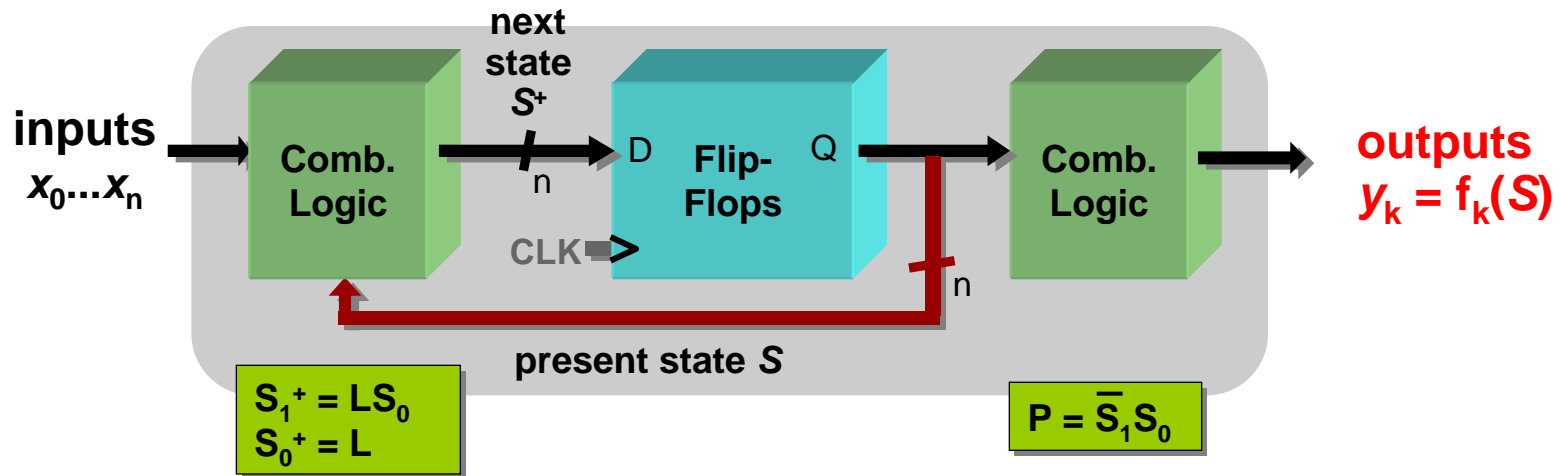 next
state
S⁺
inputs
x₀...xₙ
Comb.
Logic
n
D
Q
Flip-
Flops
CLK
n
Comb.
Logic
outputs
yₖ = fₖ(S)
present state S
S₁⁺ = LS₀
S₀⁺ = L
P = S̅₁S₀